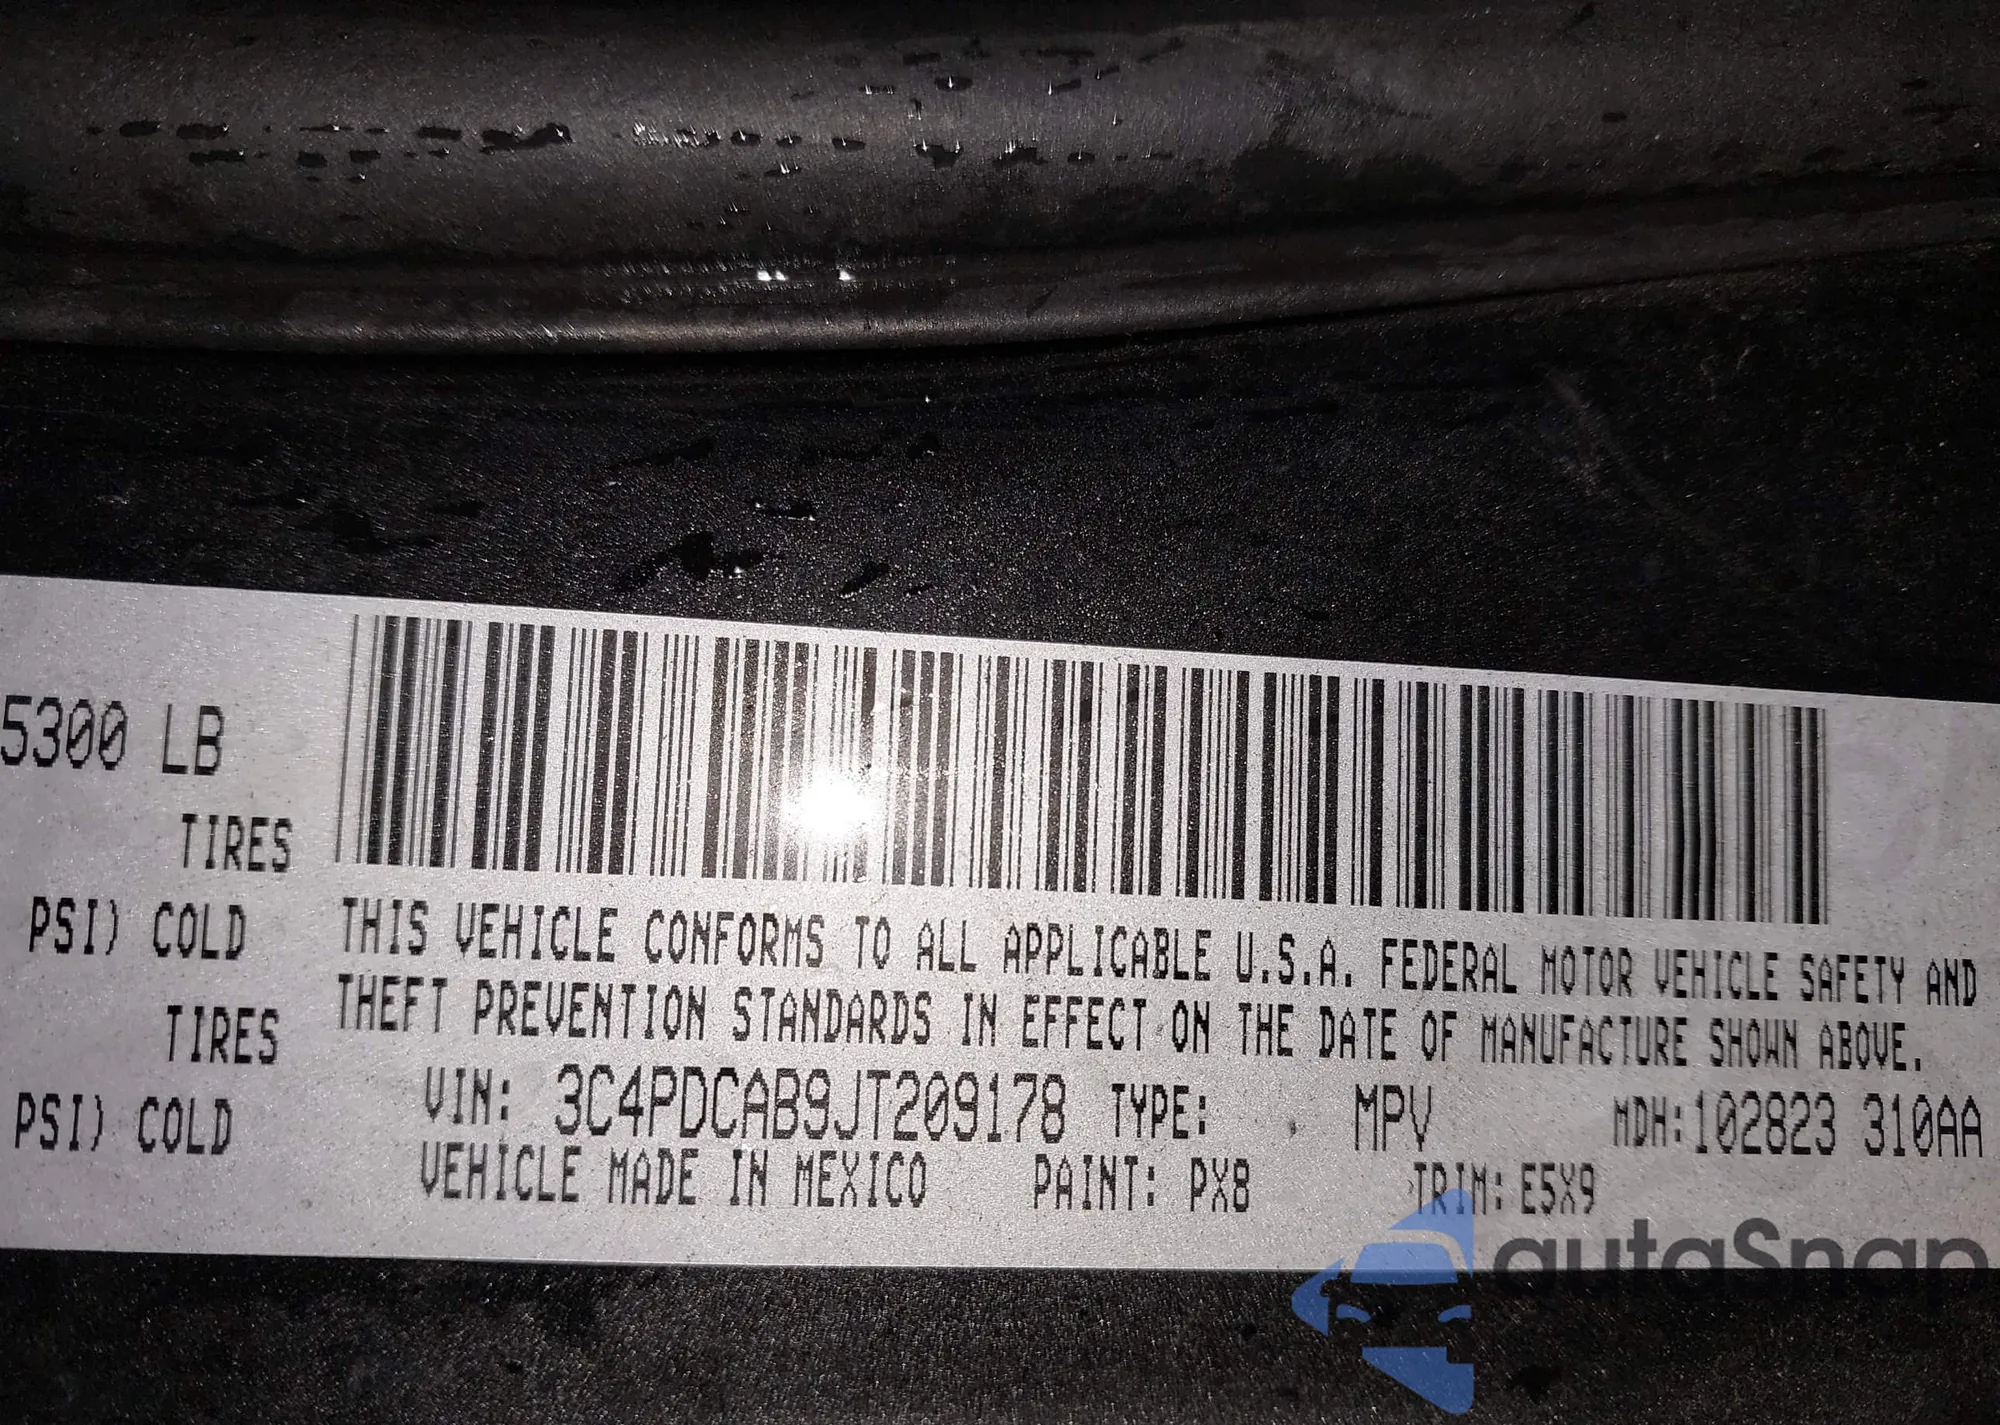 5300 LB
TIRES
PSI) COLD
TIRES
PSI) COLD
THIS VEHICLE CONFORMS TO ALL APPLICABLE U.S.A. FEDERAL MOTOR VEHICLE SAFETY AND
THEFT PREVENTION STANDARDS IN EFFECT ON THE DATE OF MANUFACTURE SHOWN ABOVE.
VIN: 3C4PDCAB9JT209178 TYPE: MPV MDH:102823 310AA
VEHICLE MADE IN MEXICO PAINT: PX8 TRIM: E5X9
autaSnap